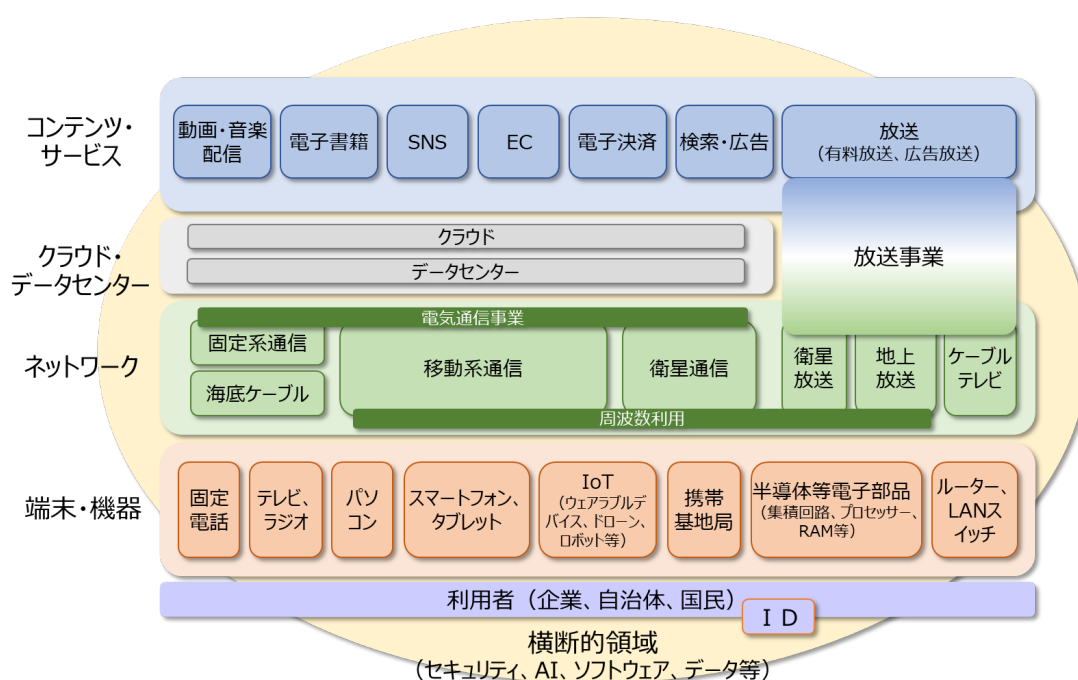 コンテンツ・
サービス
動画・音楽
配信
電子書籍
SNS
EC
電子決済
検索・広告
放送
（有料放送、広告放送）
クラウド・
データセンター
クラウド
データセンター
放送事業
ネットワーク
電気通信事業
固定系通信
海底ケーブル
移動系通信
衛星通信
衛星
放送
地上
放送
ケーブル
テレビ
周波数利用
端末・機器
固定
電話
テレビ、
ラジオ
パソ
コン
スマートフォン、
タブレット
IoT
（ウェアラブルデ
バイス、ドローン、
ロボット等）
携帯
基地局
半導体等電子部品
（集積回路、プロセッサー、
RAM等）
ルーター、
LANス
イッチ
利用者（企業、自治体、国民）
ＩＤ
横断的領域
（セキュリティ、AI、ソフトウェア、データ等）